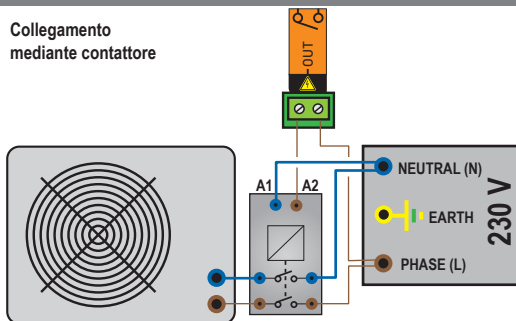 Collegamento
mediante contattore
OUT
A1
A2
NEUTRAL (N)
EARTH
PHASE (L)
230 V